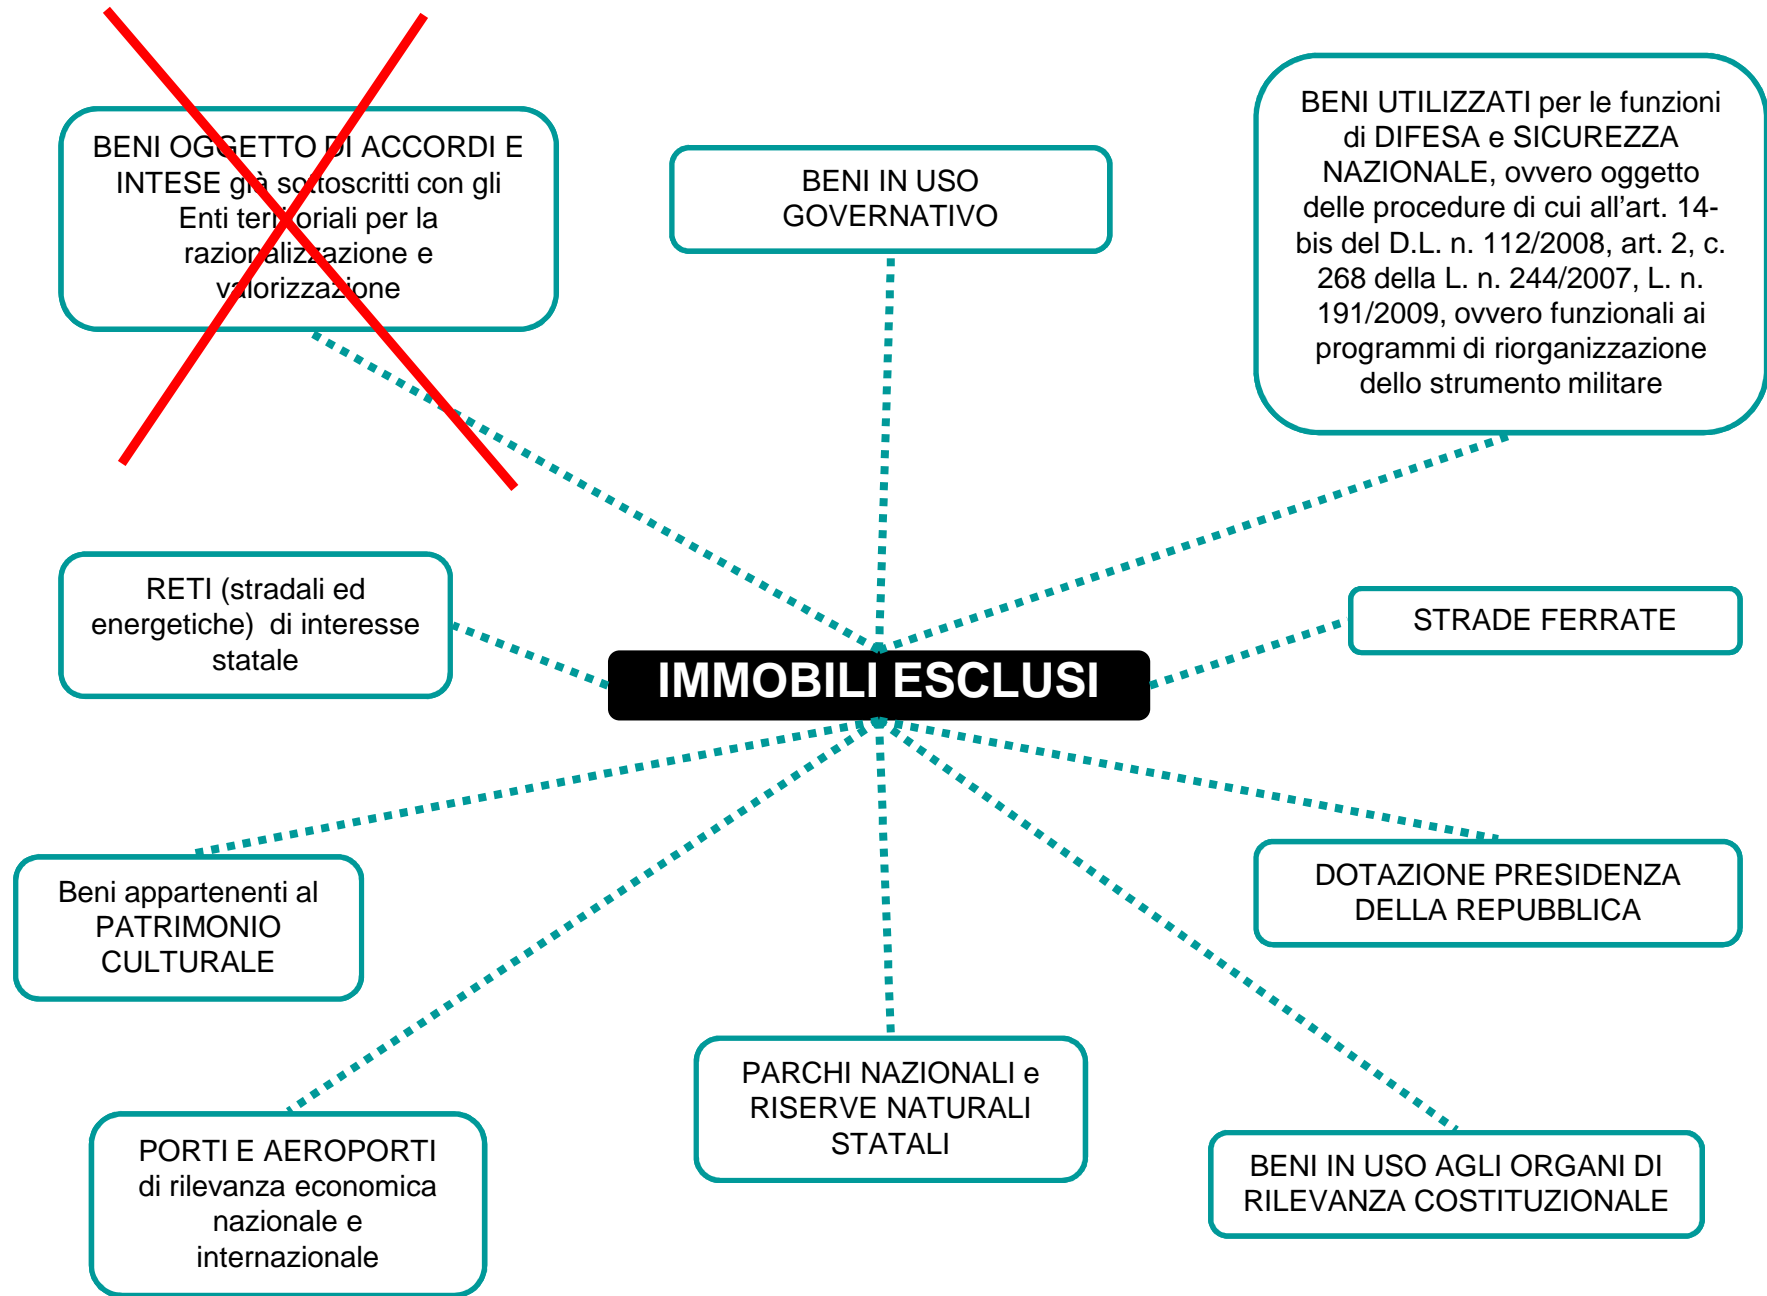 BENI OGGETTO DI ACCORDI E
INTESE già sottoscritti con gli
Enti territoriali per la
razionalizzazione e
valorizzazione
BENI IN USO
GOVERNATIVO
BENI UTILIZZATI per le funzioni
di DIFESA e SICUREZZA
NAZIONALE, ovvero oggetto
delle procedure di cui all'art. 14-
bis del D.L. n. 112/2008, art. 2, c.
268 della L. n. 244/2007, L. n.
191/2009, ovvero funzionali ai
programmi di riorganizzazione
dello strumento militare
RETI (stradali ed
energetiche)  di interesse
statale
STRADE FERRATE
IMMOBILI ESCLUSI
Beni appartenenti al
PATRIMONIO
CULTURALE
DOTAZIONE PRESIDENZA
DELLA REPUBBLICA
PORTI E AEROPORTI
di rilevanza economica
nazionale e
internazionale
PARCHI NAZIONALI e
RISERVE NATURALI
STATALI
BENI IN USO AGLI ORGANI DI
RILEVANZA COSTITUZIONALE